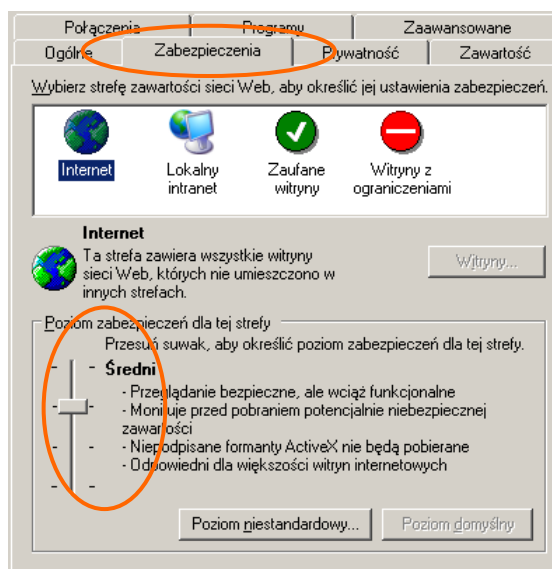 Połączenia Programy Zaawansowane
Ogólne Zabezpieczenia Prywatność Zawartość
Wybierz strefę zawartości sieci Web, aby określić jej ustawienia zabezpieczeń.
Internet Lokalny intranet Zaufane witryny Witryny z ograniczeniami
Internet
Ta strefa zawiera wszystkie witryny
sieci Web, których nie umieszczono w
innych strefach.
Witryny...
Poziom zabezpieczeń dla tej strefy
Przesuń suwak, aby określić poziom zabezpieczeń dla tej strefy.
Średni
- Przeglądanie bezpieczne, ale wciąż funkcjonalne
- Monituje przed pobraniem potencjalnie niebezpiecznej
zawartości
- Niepodpisane formanty ActiveX nie będą pobierane
- Odpowiedni dla większości witryn internetowych
Poziom niestandardowy... Poziom domyślny